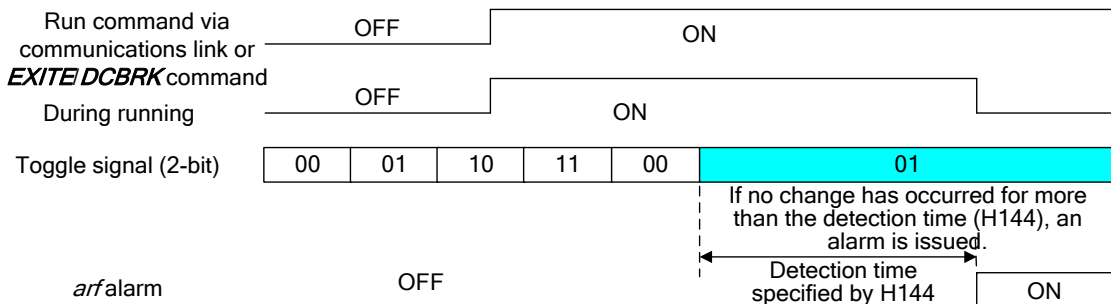 Run command via
communications link or
EXITE/DCBRK command
OFF
ON
During running
OFF
ON
Toggle signal (2-bit)
00 01 10 11 00 01
If no change has occurred for more
than the detection time (H144), an
alarm is issued.
Detection time
specified by H144
arf alarm
OFF
ON